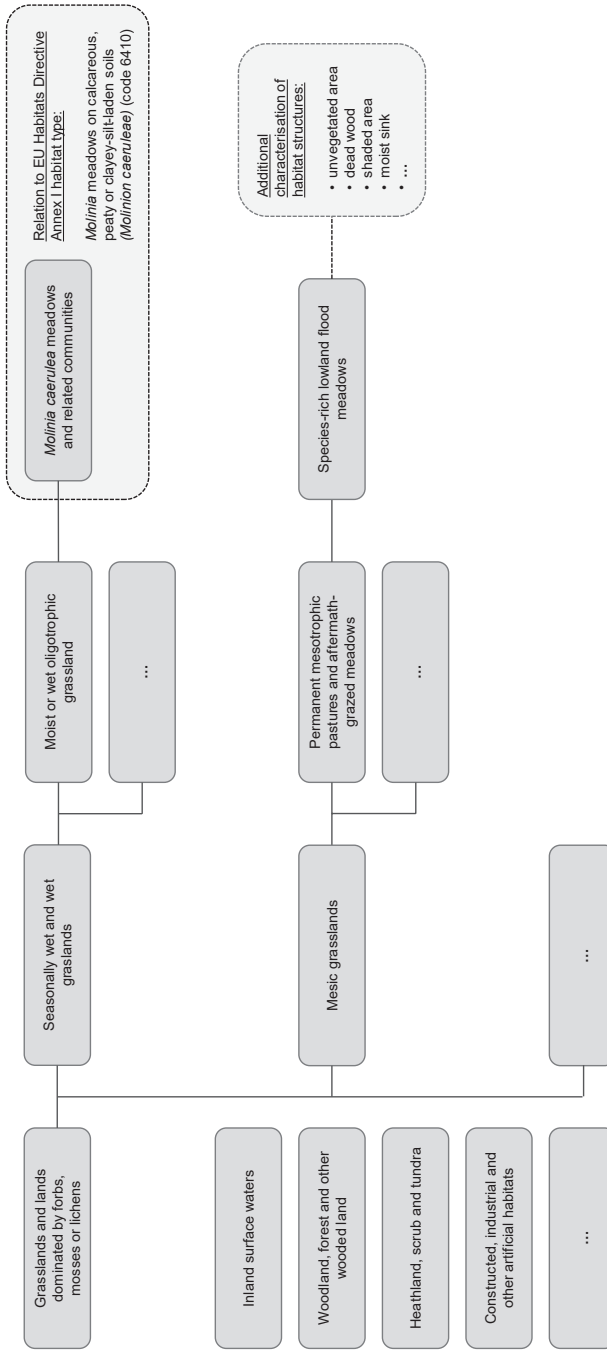 Grasslands and lands
dominated by forbs,
mosses or lichens
Inland surface waters
Woodland, forest and other
wooded land
Heathland, scrub and tundra
Constructed, industrial and
other artificial habitats
...
Seasonally wet and wet
graslands
Mesic grasslands
...
Moist or wet oligotrophic
grassland
...
Permanent mesotrophic
pastures and aftermath-
grazed meadows
...
Molinia caerulea meadows
and related communities
Relation to EU Habitats Directive
Annex I habitat type:
Molinia meadows on calcareous,
peaty or clayey-silt-laden soils
(Molinion caeruleae) (code 6410)
Species-rich lowland flood
meadows
Additional
characterisation of
habitat structures:
• unvegetated area
• dead wood
• shaded area
• moist sink
• ...